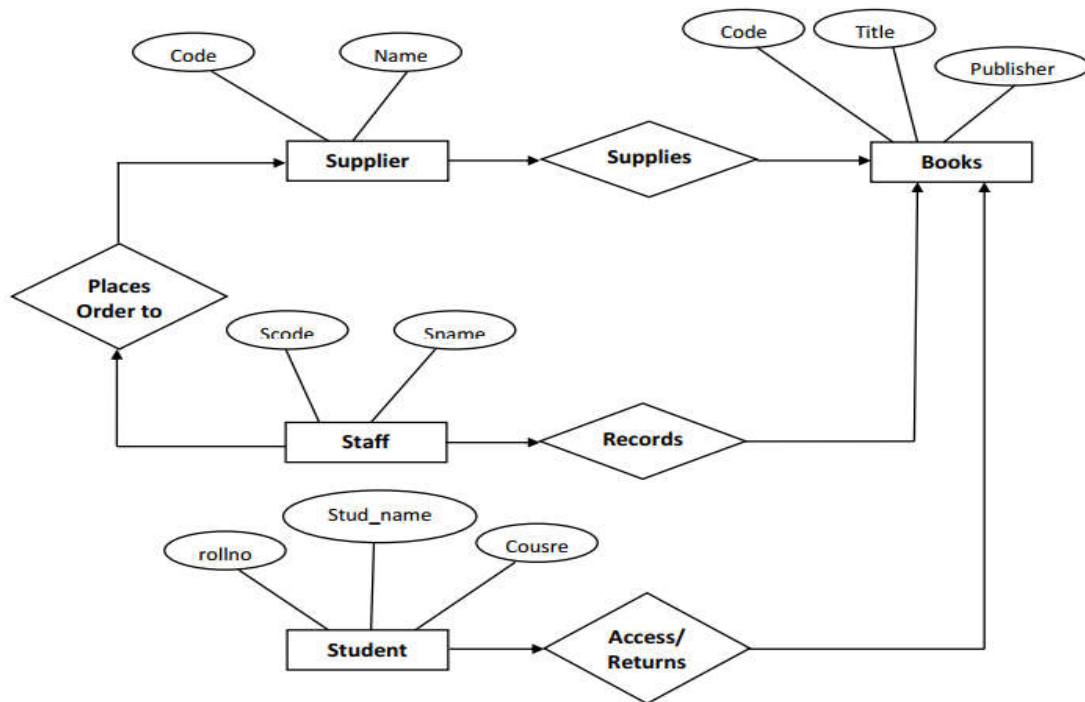 Code
Name
Code
Title
Publisher
Supplier
Supplies
Books
Places
Order to
Scode
Sname
Staff
Records
Stud_name
rollno
Cousre
Student
Access/
Returns